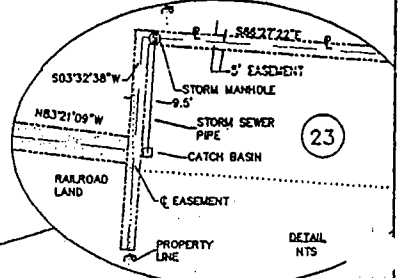 S86°27'22"E
S03°32'38"W
5' EASEMENT
STORM MANHOLE
9.5'
N83°21'09"W
STORM SEWER
PIPE
23
CATCH BASIN
RAILROAD
LAND
℄ EASEMENT
PROPERTY
LINE
DETAIL
NTS